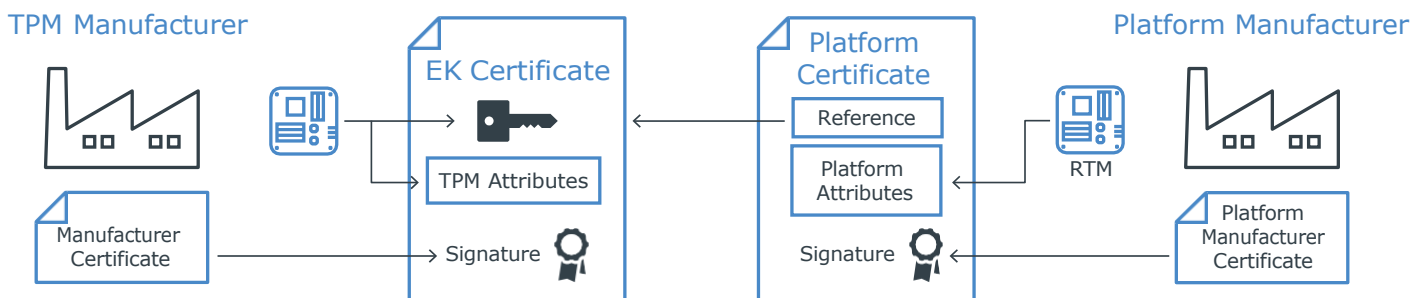 TPM Manufacturer
Platform Manufacturer
EK Certificate
TPM Attributes
Signature
Manufacturer
Certificate
Platform
Certificate
Reference
Platform
Attributes
Signature
RTM
Platform
Manufacturer
Certificate